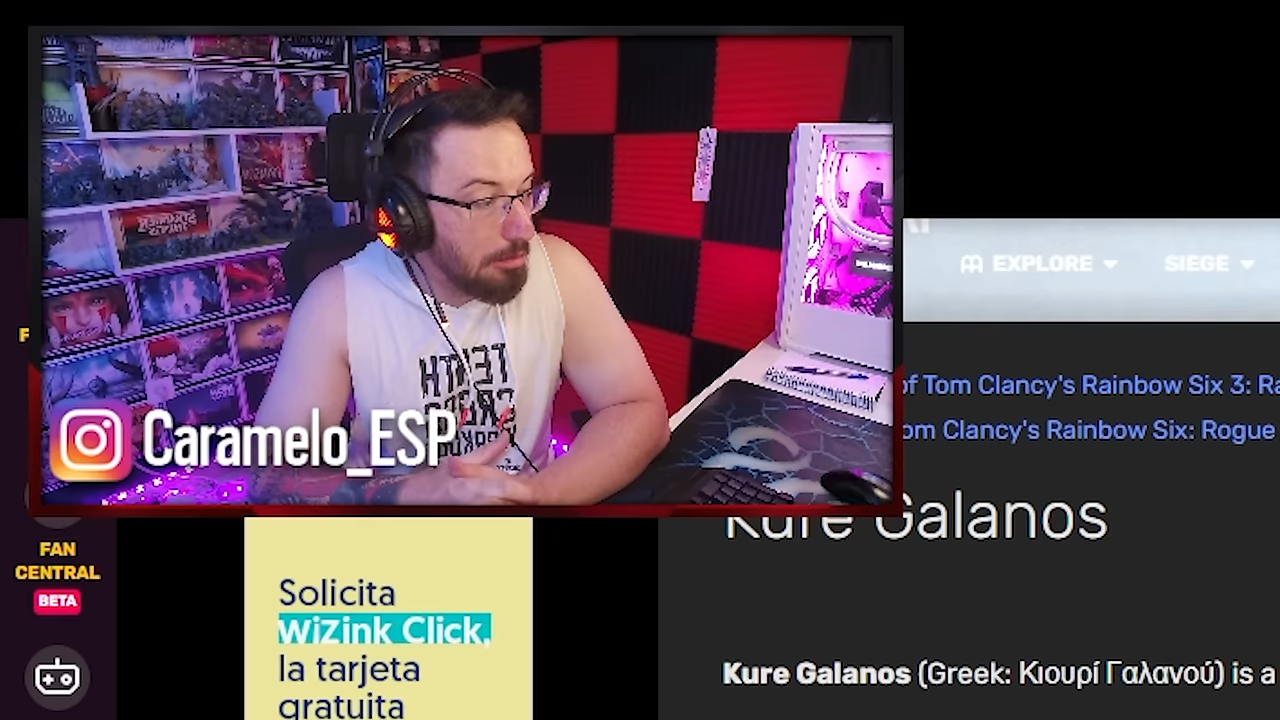 Caramelo_ESP
EXPLORE
SIEGE
of Tom Clancy's Rainbow Six 3: Ra
om Clancy's Rainbow Six: Rogue
Kure Galanos
Kure Galanos (Greek: Κιουρί Γαλανού) is a
FAN
CENTRAL
BETA
Solicita
WiZink Click,
la tarjeta
gratuita